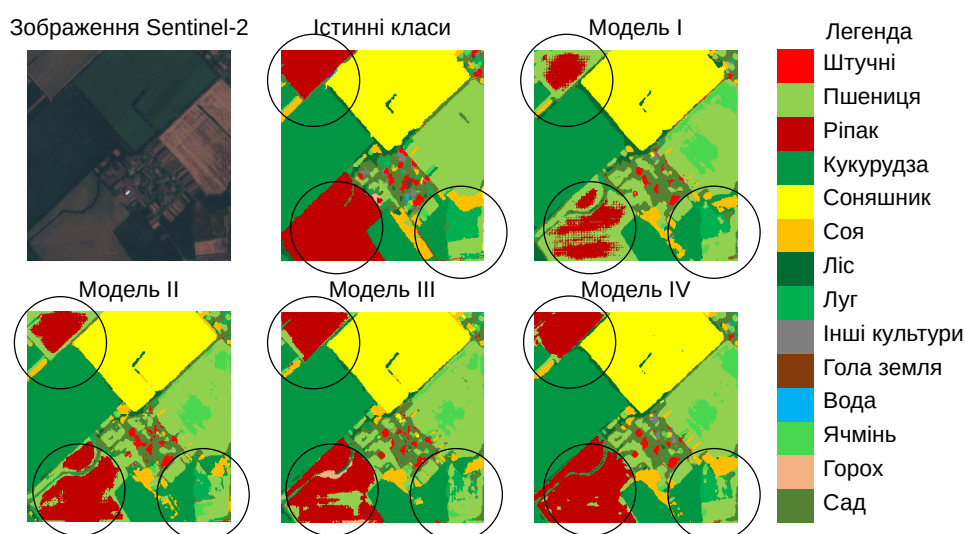 Зображення Sentinel-2
Істинні класи
Модель I
Легенда
Штучні
Пшениця
Ріпак
Кукурудза
Соняшник
Соя
Ліс
Луг
Інші культури
Гола земля
Вода
Ячмінь
Горох
Сад
Модель II
Модель III
Модель IV